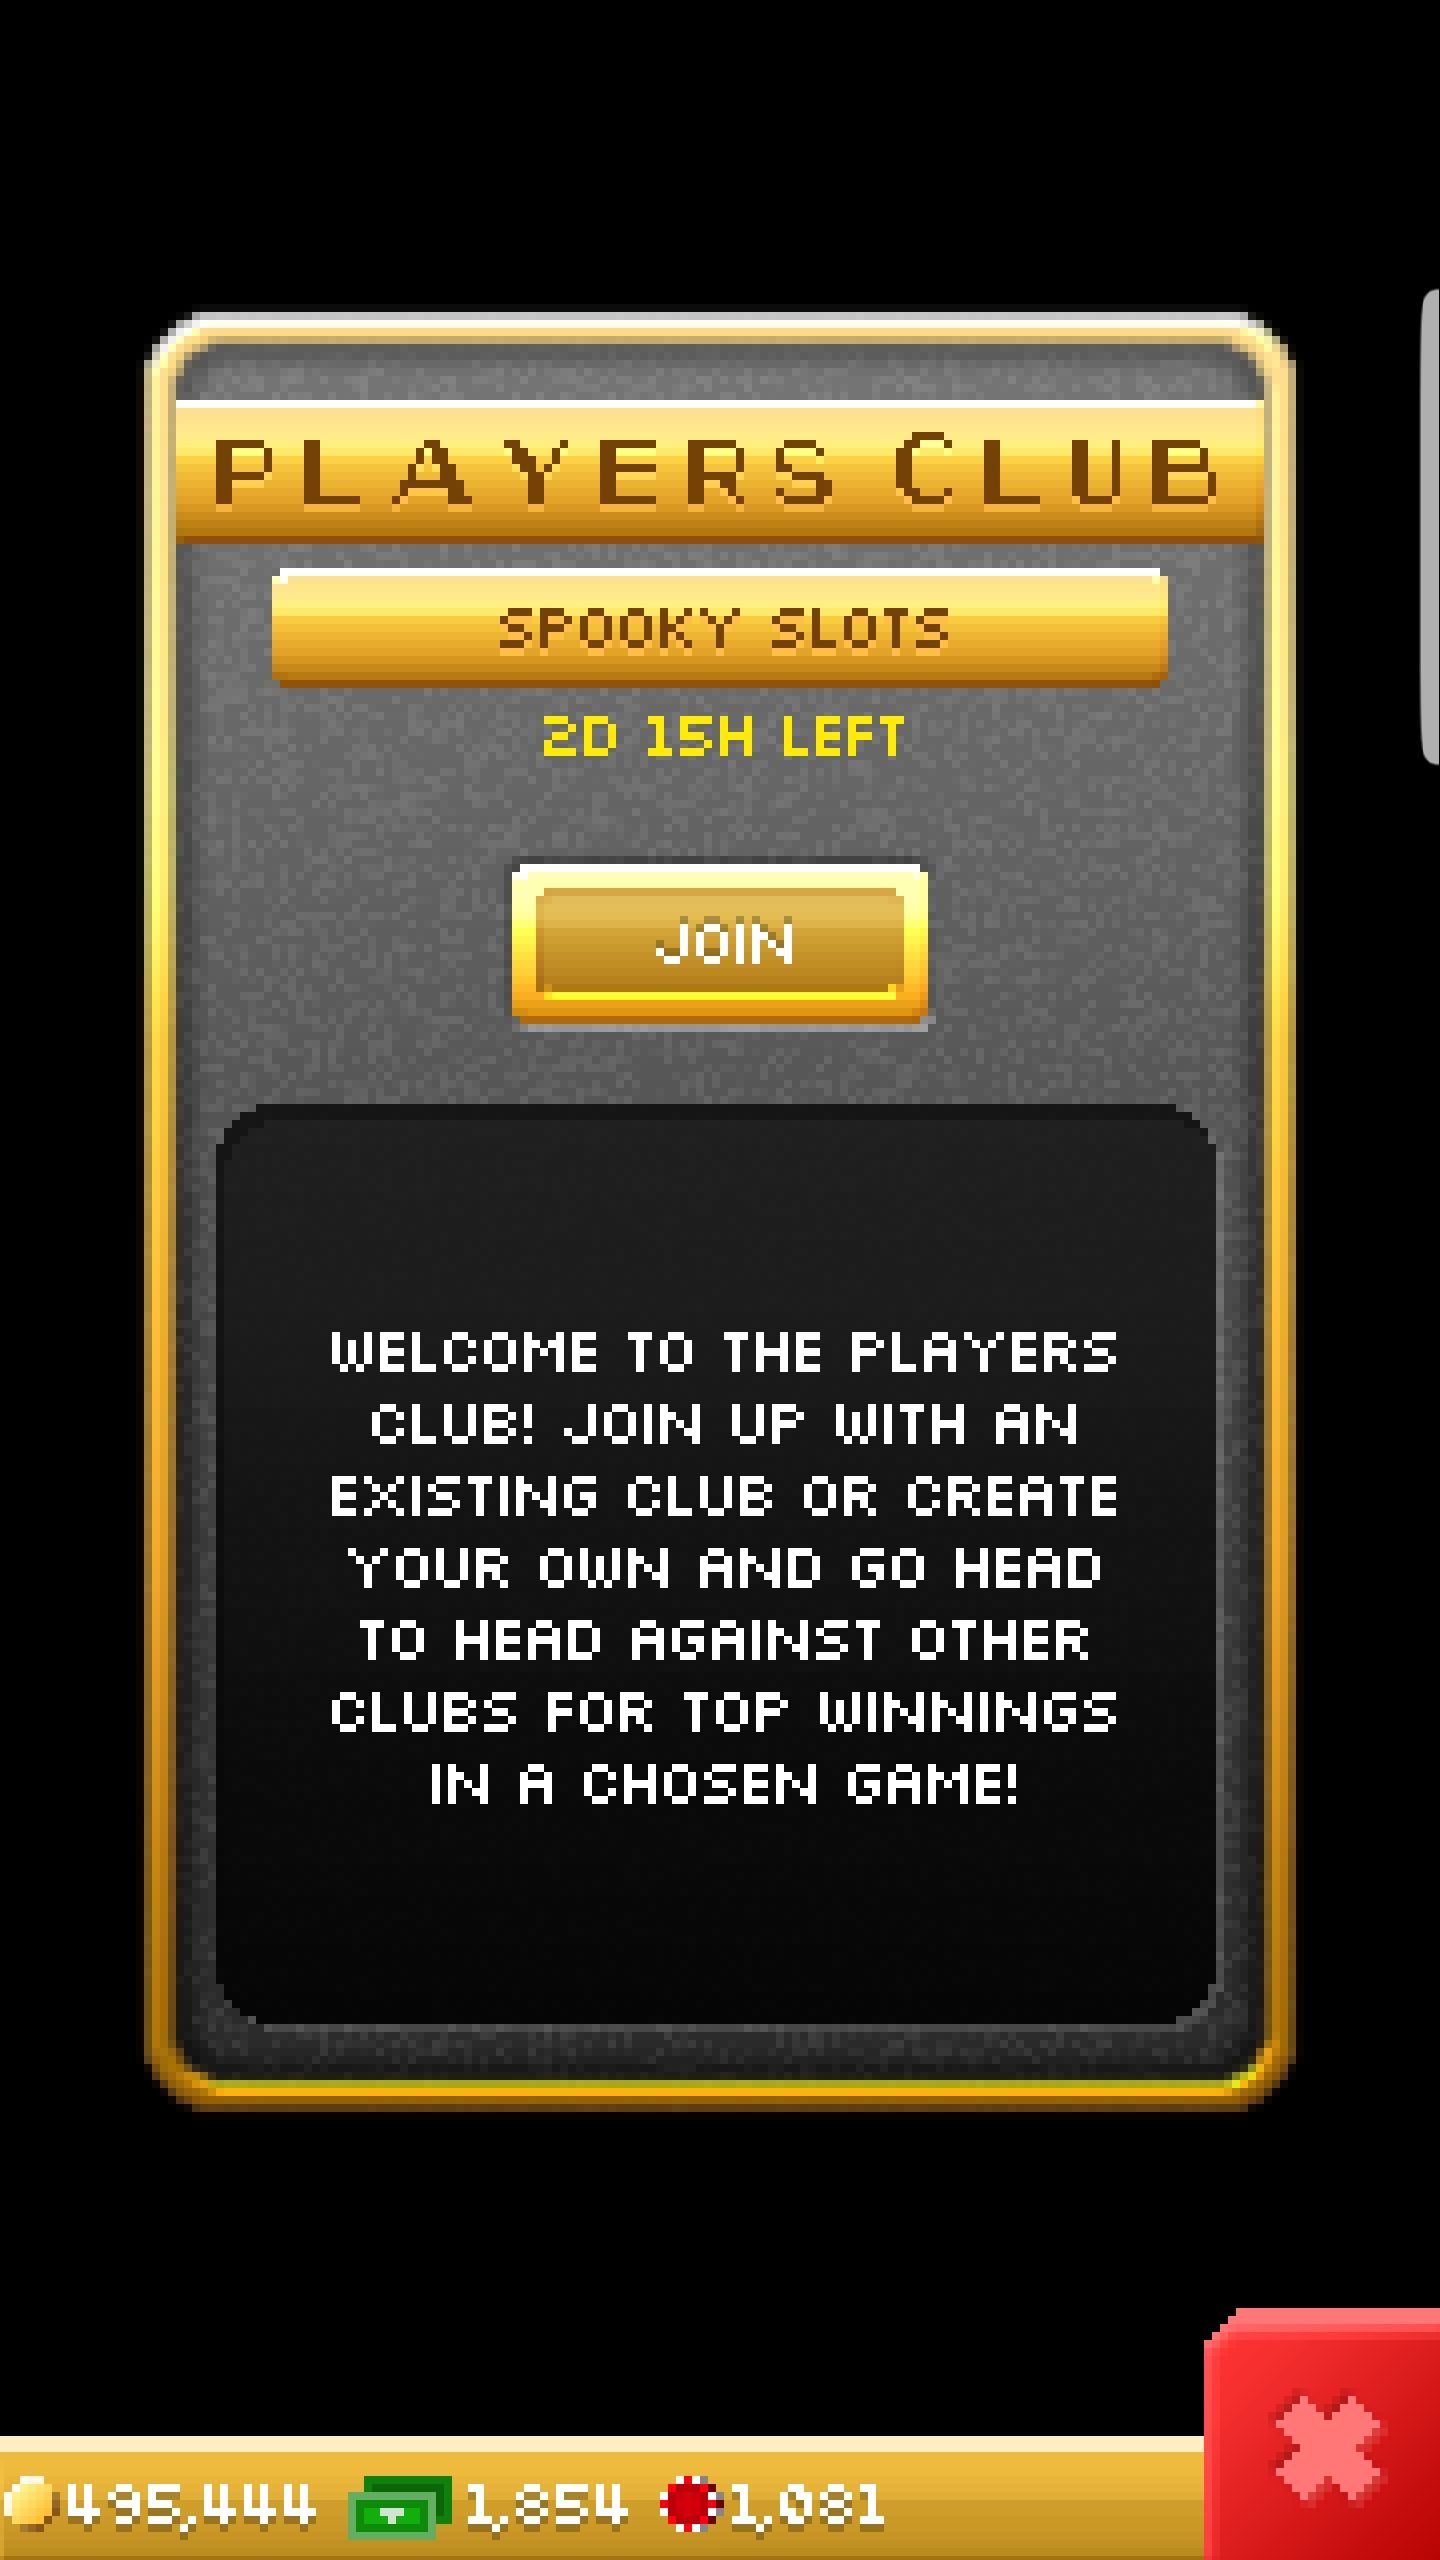 PLAYERS CLUB
SPOOKY SLOTS
2D 15H LEFT
JOIN
WELCOME TO THE PLAYERS
CLUB! JOIN UP WITH AN
EXISTING CLUB OR CREATE
YOUR OWN AND GO HEAD
TO HEAD AGAINST OTHER
CLUBS FOR TOP WINNINGS
IN A CHOSEN GAME!
495,444 1,854 1,081